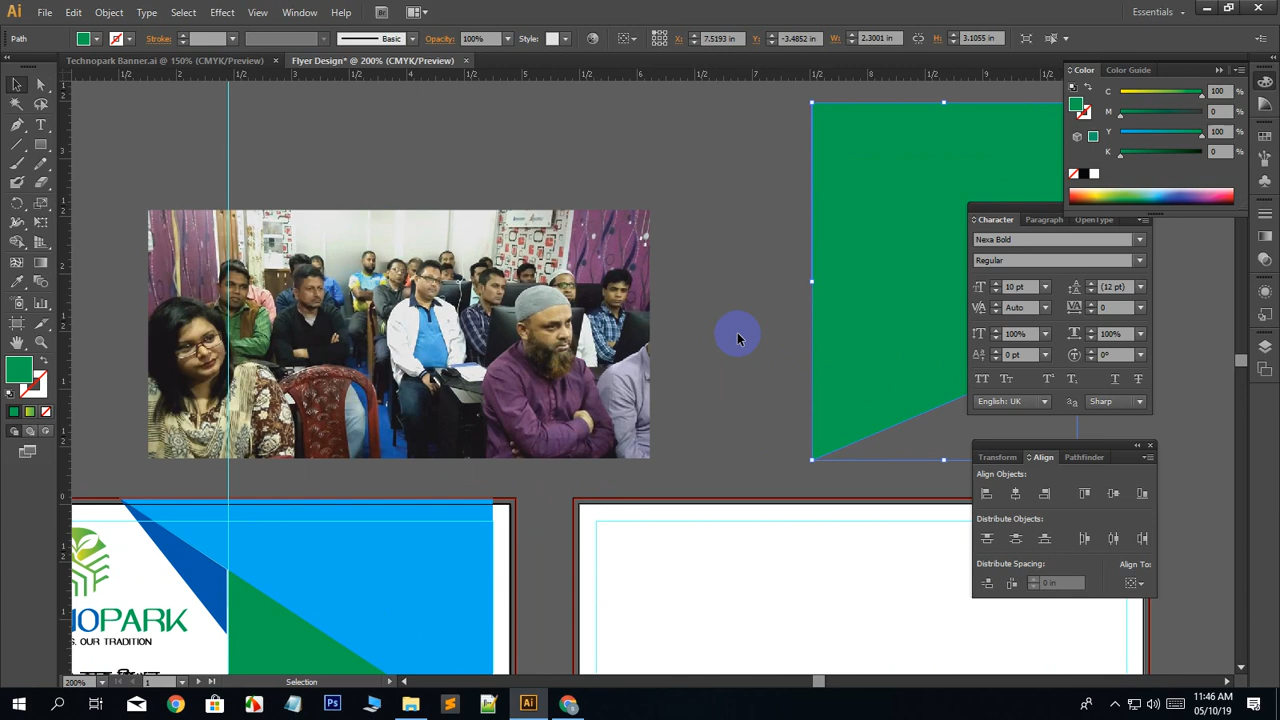 Ai File Edit Object Type Select Effect View Window Help Br Essentials
Path Stroke: Basic Opacity: 100% Style: X: 7.5193 in Y: -3.4852 in W: 2.3001 in H: 3.1055 in
Technopark Banner.ai @ 150% (CMYK/Preview) × Flyer Design* @ 200% (CMYK/Preview) ×
Color Color Guide
C 100 %
M 0 %
Y 100 %
K 0 %
Character Paragraph OpenType
Nexa Bold
Regular
10 pt (12 pt)
Auto 0
100% 100%
0 pt 0°
English: UK Sharp
Transform Align Pathfinder
Align Objects:
Distribute Objects:
Distribute Spacing: Align To:
0 in
NOPARK
S. OUR TRADITION
200% 1 Selection
Ps Ai
11:46 AM
05/10/19